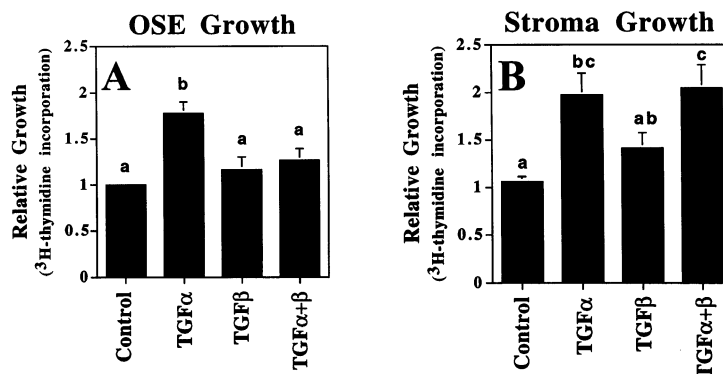 OSE Growth
A
Relative Growth
(³H-thymidine incorporation)
2.5
2
1.5
1
0.5
0
a
b
a
a
Control
TGFα
TGFβ
TGFα+β
Stroma Growth
B
Relative Growth
(³H-thymidine incorporation)
2.5
2
1.5
1
0.5
0
a
bc
ab
c
Control
TGFα
TGFβ
TGFα+β